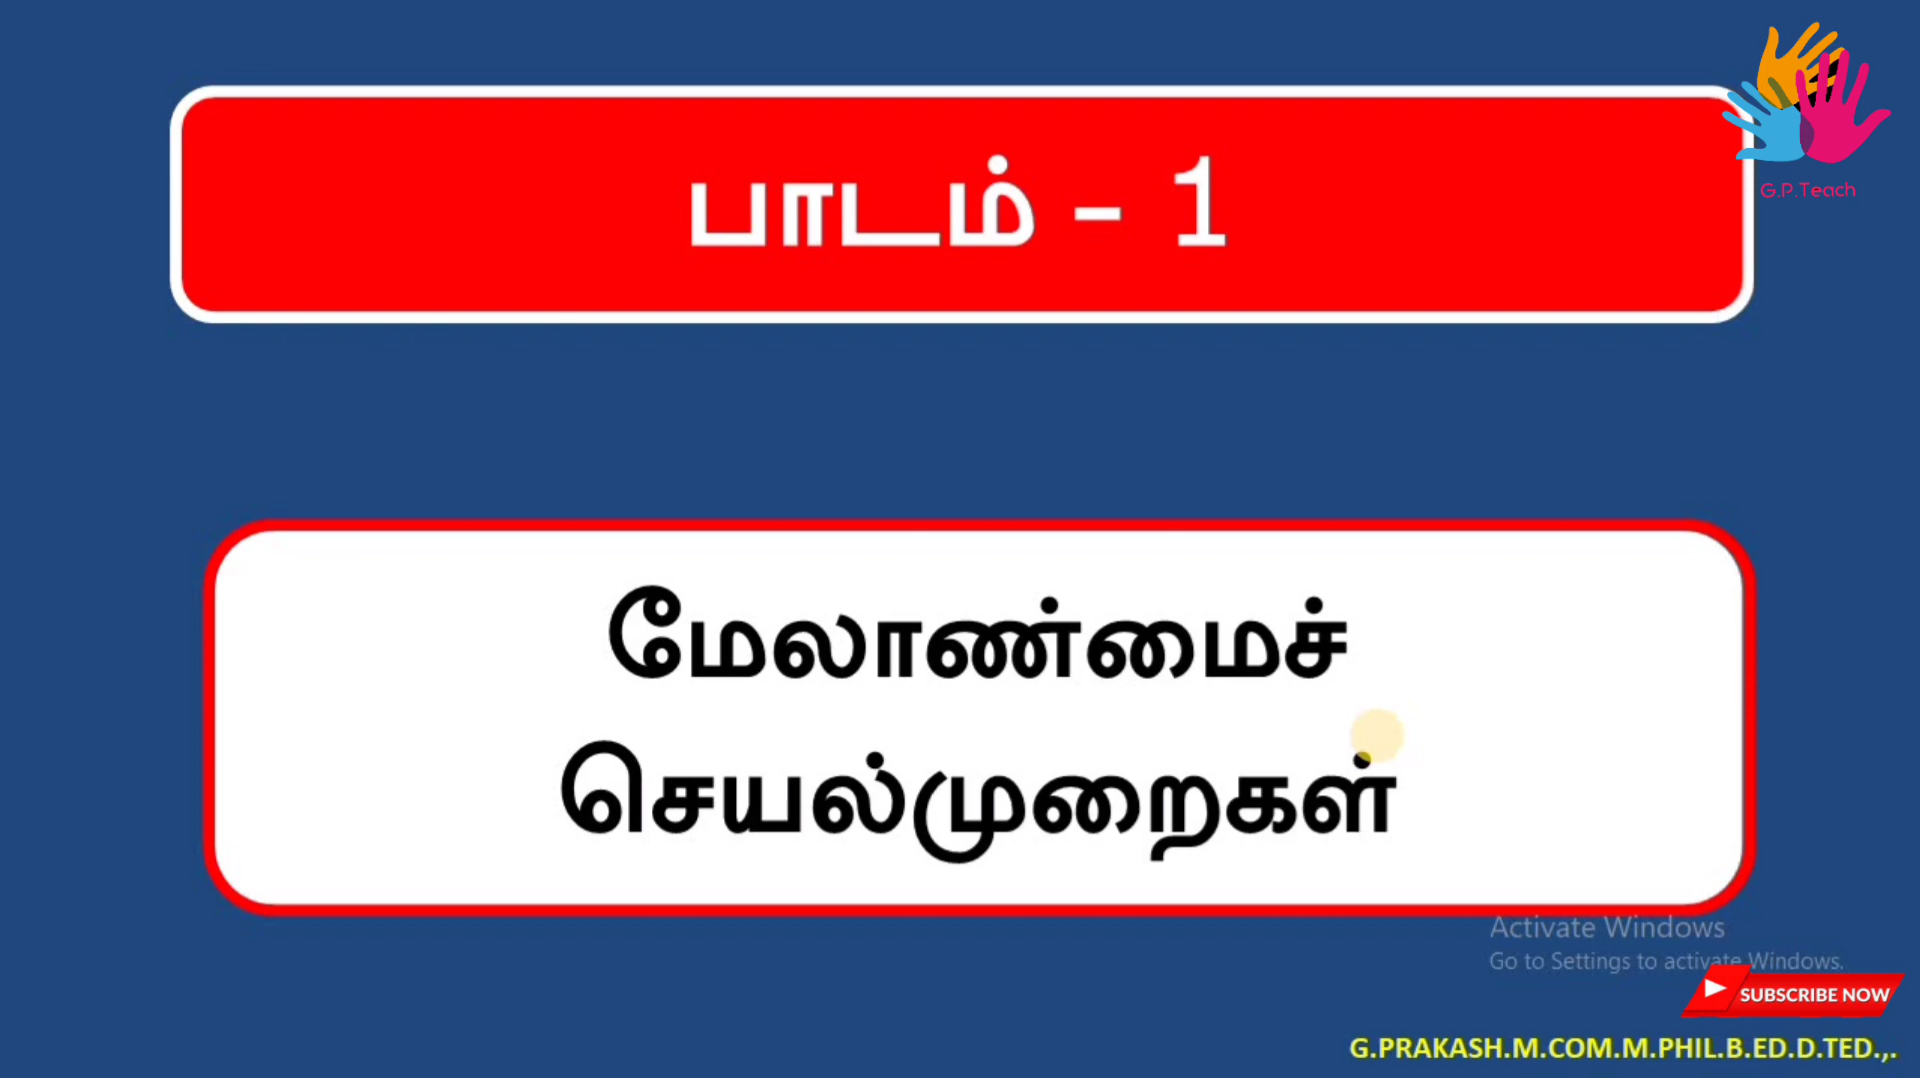 பாடம் - 1
G.P.Teach
மேலாண்மைச்
செயல்முறைகள்
Activate Windows
Go to Settings to activate Windows.
SUBSCRIBE NOW
G.PRAKASH.M.COM.M.PHIL.B.ED.D.TED.,.